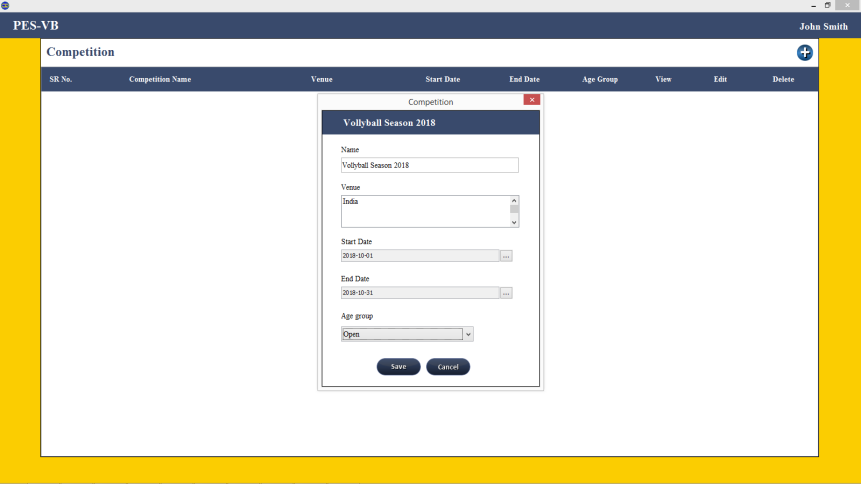 PES-VB
John Smith
Competition
SR No. Competition Name Venue Start Date End Date Age Group View Edit Delete
Competition
Vollyball Season 2018
Name
Vollyball Season 2018
Venue
India
Start Date
2018-10-01
...
End Date
2018-10-31
...
Age group
Open
Save Cancel